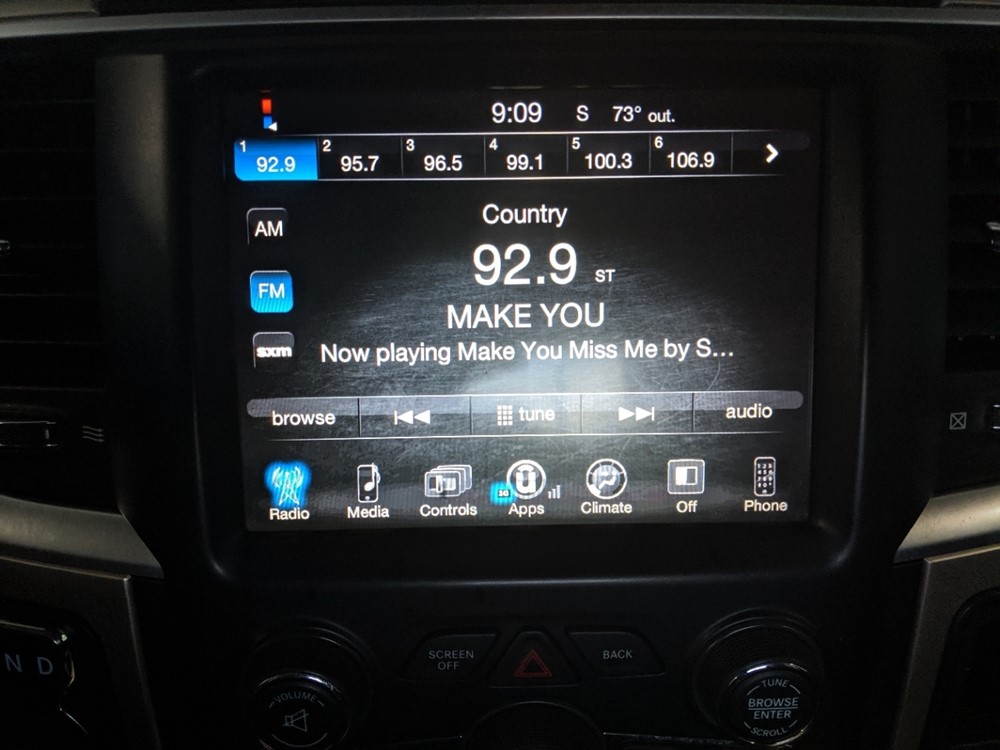 9:09 S 73° out.
1 92.9 2 95.7 3 96.5 4 99.1 5 100.3 6 106.9
AM
Country
92.9 ST
FM
MAKE YOU
sxm
Now playing Make You Miss Me by S...
browse tune audio
3G
Radio Media Controls Apps Climate Off Phone
SCREEN OFF BACK
N D
VOLUME
TUNE
BROWSE
ENTER
SCROLL